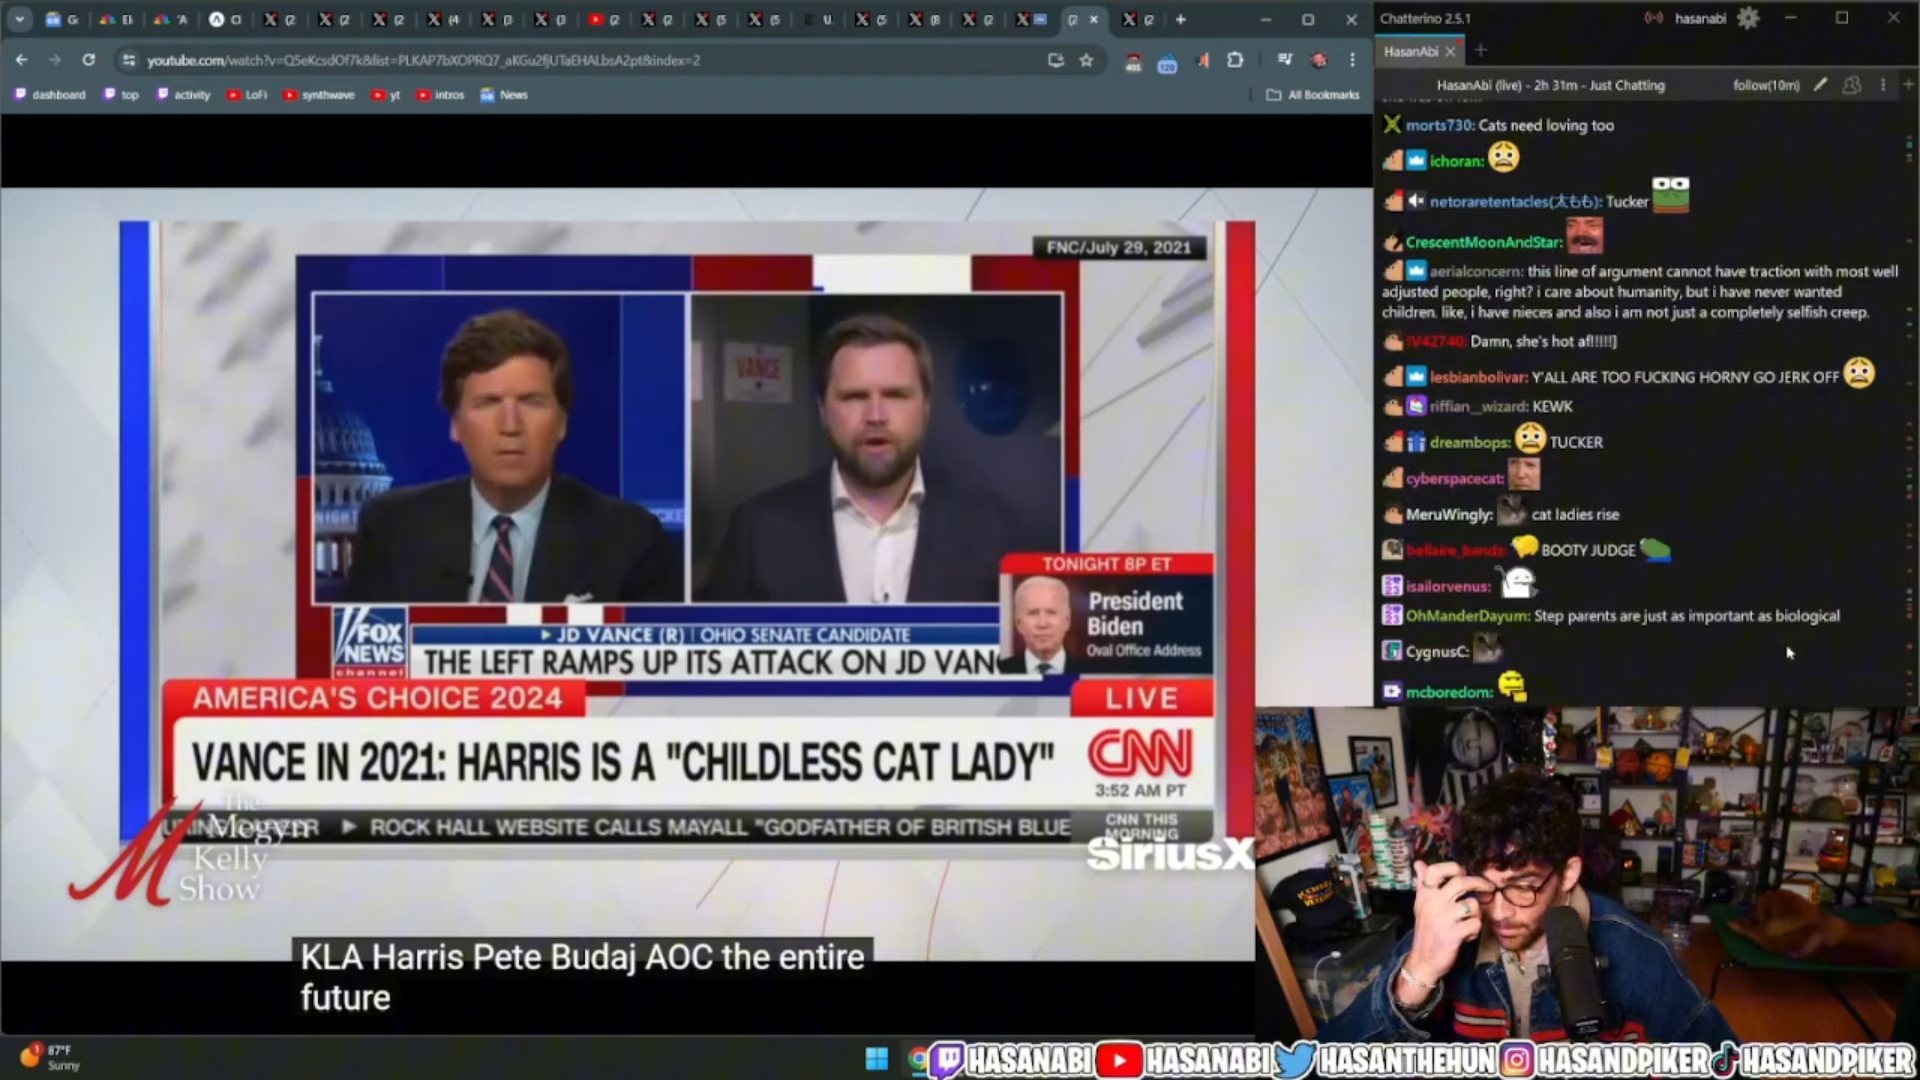 Chatterino 2.5.1
hasanabi
HasanAbi
youtube.com/watch?v=Q5eKcsdOf7k&list=PLKAP7bXOPRQ7_aKGu2fjUTaEHALbsA2pt&index=2
dashboard top activity LoFi synthwave yt intros News
All Bookmarks
HasanAbi (live) - 2h 31m - Just Chatting follow(10m)
morts730: Cats need loving too
ichoran:
netoraretentacles(太もも): Tucker
CrescentMoonAndStar:
aerialconcern: this line of argument cannot have traction with most well
adjusted people, right? i care about humanity, but i have never wanted
children. like, i have nieces and also i am not just a completely selfish creep.
Damn, she's hot af!!!!!]
lesbianbolivar: Y'ALL ARE TOO FUCKING HORNY GO JERK OFF
riffian__wizard: KEWK
dreambops: TUCKER
cyberspacecat:
MeruWingly: cat ladies rise
bellaire_bandz: BOOTY JUDGE
isailorvenus:
OhManderDayum: Step parents are just as important as biological
CygnusC:
mcboredom:
FNC/July 29, 2021
VANCE
TONIGHT 8P ET
President
Biden
Oval Office Address
FOX
NEWS
channel
JD VANCE (R) | OHIO SENATE CANDIDATE
THE LEFT RAMPS UP ITS ATTACK ON JD VAN
AMERICA'S CHOICE 2024
LIVE
VANCE IN 2021: HARRIS IS A "CHILDLESS CAT LADY"
CNN
3:52 AM PT
ROCK HALL WEBSITE CALLS MAYALL "GODFATHER OF BRITISH BLUE
CNN THIS
MORNING
The
Megyn
Kelly
Show
SiriusX
KLA Harris Pete Budaj AOC the entire
future
87°F
Sunny
HASANABI HASANABI HASANTHEHUN HASANDPIKER HASANDPIKER